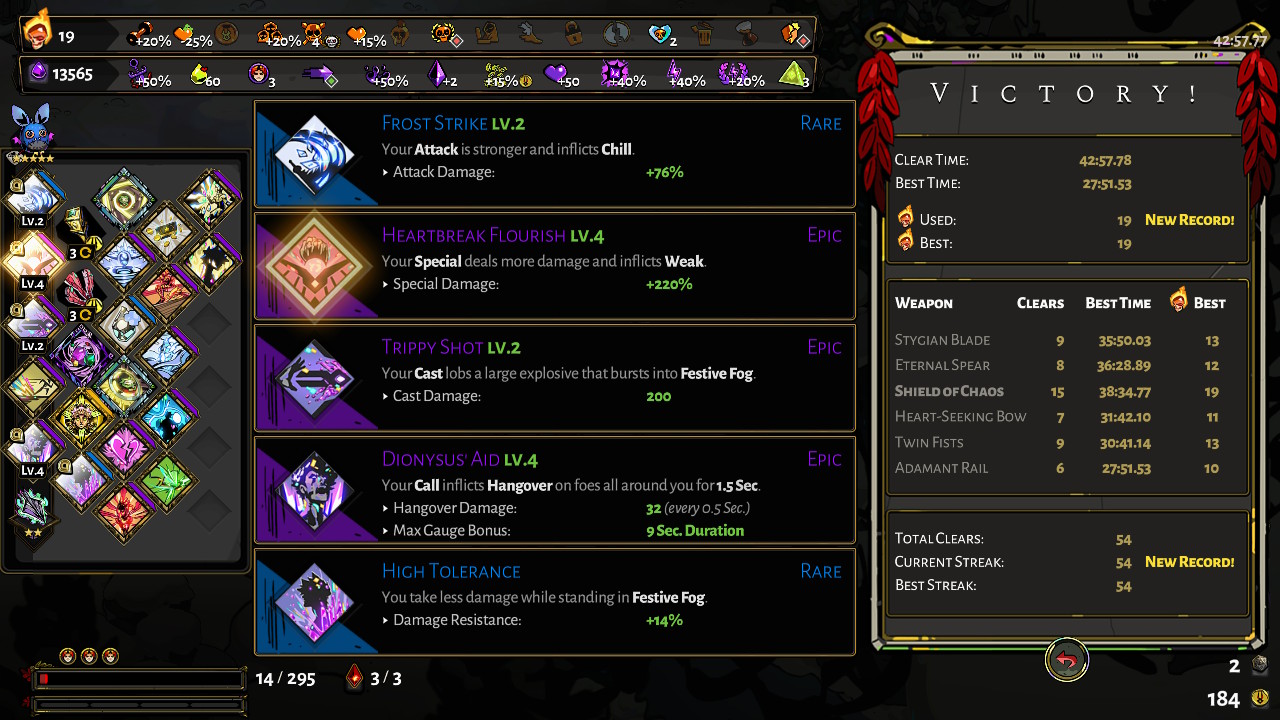 19
+20%
-25%
+20%
4
+15%
2
42:57.77
13565
+50%
60
3
+50%
+2
+15%
+50
+40%
+40%
+20%
3
Lv.2
3
Lv.4
3
Lv.2
Lv.4
FROST STRIKE LV.2
RARE
Your Attack is stronger and inflicts Chill.
Attack Damage: +76%
HEARTBREAK FLOURISH LV.4
EPIC
Your Special deals more damage and inflicts Weak.
Special Damage: +220%
TRIPPY SHOT LV.2
EPIC
Your Cast lobs a large explosive that bursts into Festive Fog.
Cast Damage: 200
DIONYSUS' AID LV.4
EPIC
Your Call inflicts Hangover on foes all around you for 1.5 Sec.
Hangover Damage: 32 (every 0.5 Sec.)
Max Gauge Bonus: 9 Sec. Duration
HIGH TOLERANCE
RARE
You take less damage while standing in Festive Fog.
Damage Resistance: +14%
14 / 295
3 / 3
VICTORY!
CLEAR TIME: 42:57.78
BEST TIME: 27:51.53
USED: 19 NEW RECORD!
BEST: 19
WEAPON CLEARS BEST TIME BEST
STYGIAN BLADE 9 35:50.03 13
ETERNAL SPEAR 8 36:28.89 12
SHIELD OF CHAOS 15 38:34.77 19
HEART-SEEKING BOW 7 31:42.10 11
TWIN FISTS 9 30:41.14 13
ADAMANT RAIL 6 27:51.53 10
TOTAL CLEARS: 54
CURRENT STREAK: 54 NEW RECORD!
BEST STREAK: 54
2
184